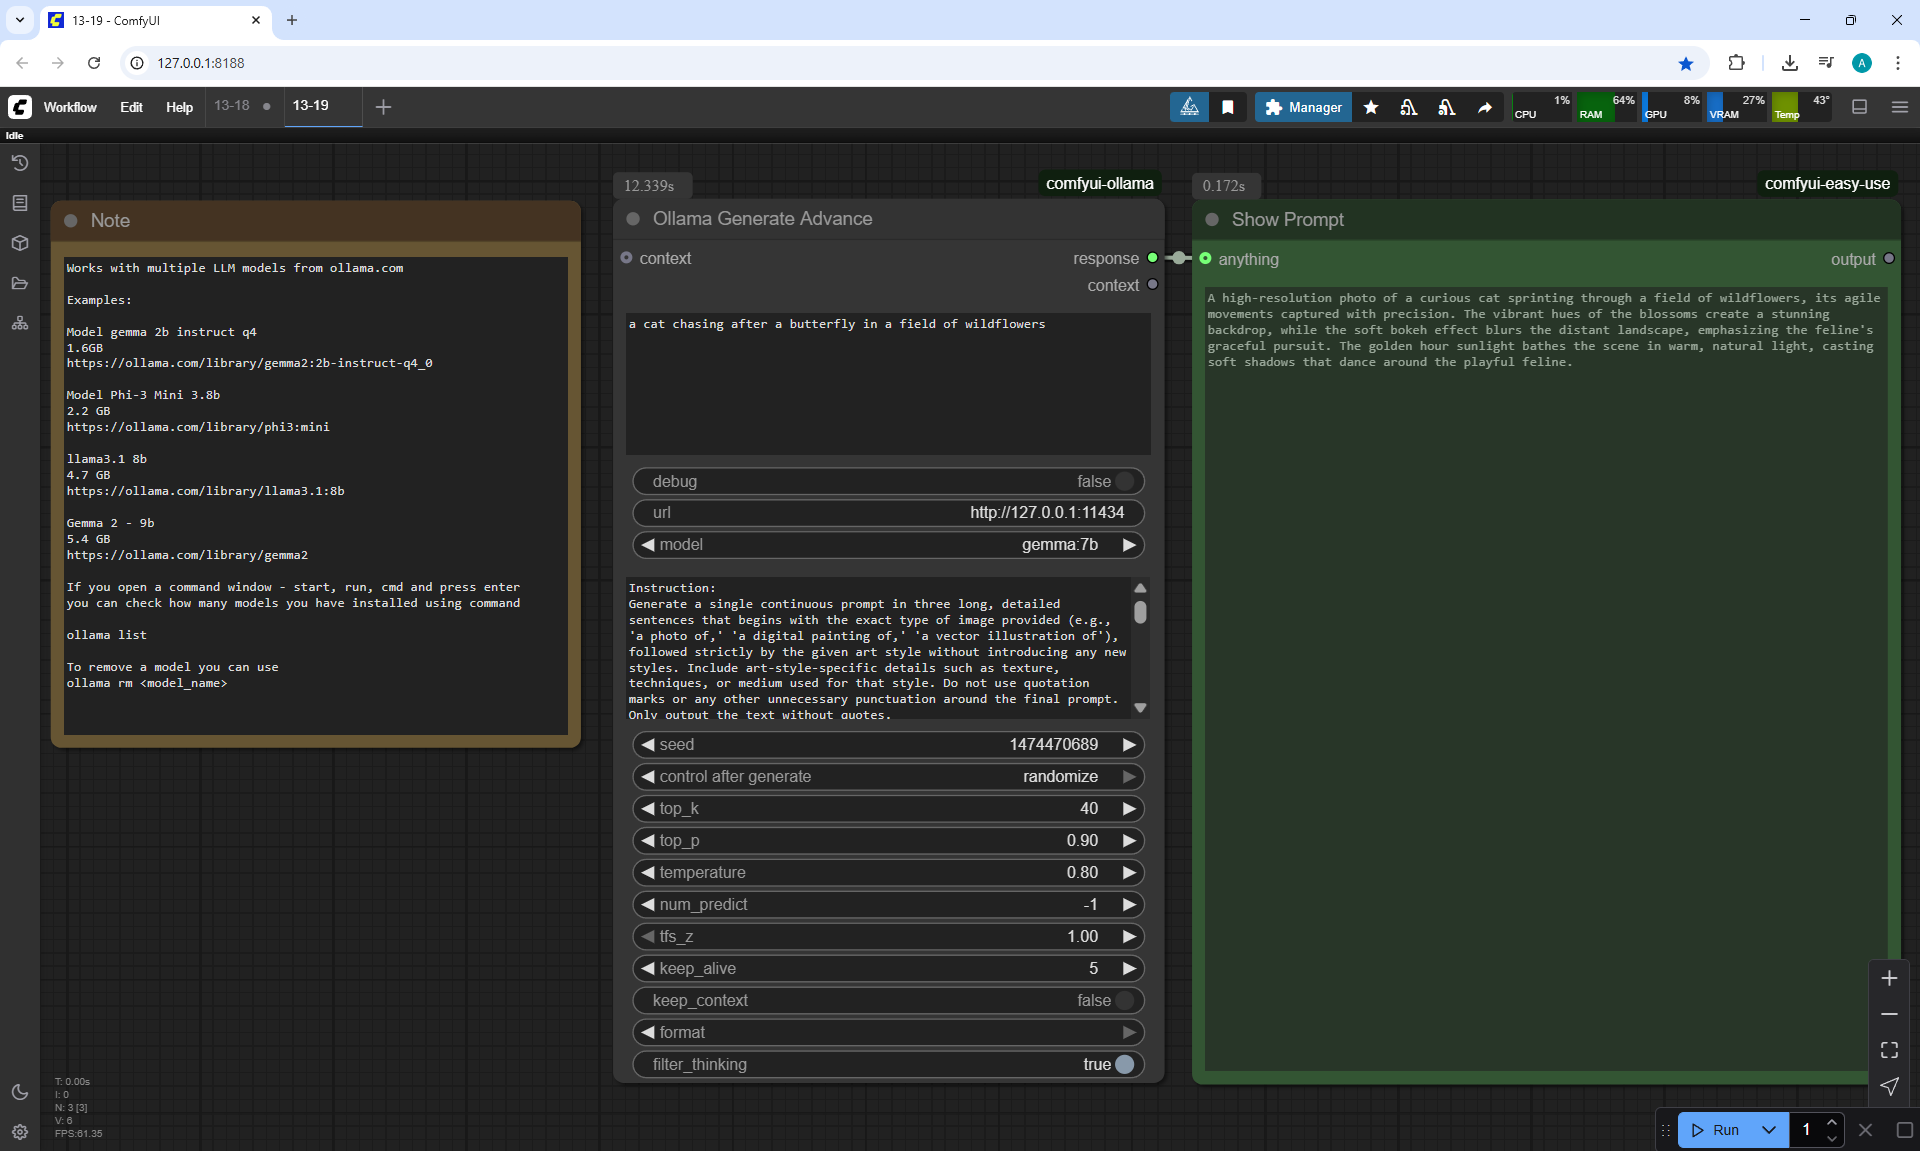 13-19 - ComfyUI
127.0.0.1:8188
Workflow
Edit
Help
13-18
13-19
Manager
CPU 1%
RAM 64%
GPU 8%
VRAM 27%
Temp 43°
Idle
Note
Works with multiple LLM models from ollama.com
Examples:
Model gemma 2b instruct q4
1.6GB
https://ollama.com/library/gemma2:2b-instruct-q4_0
Model Phi-3 Mini 3.8b
2.2 GB
https://ollama.com/library/phi3:mini
llama3.1 8b
4.7 GB
https://ollama.com/library/llama3.1:8b
Gemma 2 - 9b
5.4 GB
https://ollama.com/library/gemma2
If you open a command window - start, run, cmd and press enter
you can check how many models you have installed using command
ollama list
To remove a model you can use
ollama rm <model_name>
12.339s
comfyui-ollama
Ollama Generate Advance
context
response
context
a cat chasing after a butterfly in a field of wildflowers
debug false
url http://127.0.0.1:11434
model gemma:7b
Instruction:
Generate a single continuous prompt in three long, detailed
sentences that begins with the exact type of image provided (e.g.,
'a photo of,' 'a digital painting of,' 'a vector illustration of'),
followed strictly by the given art style without introducing any new
styles. Include art-style-specific details such as texture,
techniques, or medium used for that style. Do not use quotation
marks or any other unnecessary punctuation around the final prompt.
Only output the text without quotes.
seed 1474470689
control after generate randomize
top_k 40
top_p 0.90
temperature 0.80
num_predict -1
tfs_z 1.00
keep_alive 5
keep_context false
format
filter_thinking true
0.172s
comfyui-easy-use
Show Prompt
anything
output
A high-resolution photo of a curious cat sprinting through a field of wildflowers, its agile
movements captured with precision. The vibrant hues of the blossoms create a stunning
backdrop, while the soft bokeh effect blurs the distant landscape, emphasizing the feline's
graceful pursuit. The golden hour sunlight bathes the scene in warm, natural light, casting
soft shadows that dance around the playful feline.
T: 0.00s
I: 0
N: 3 [3]
V: 6
FPS:61.35
Run
1
A